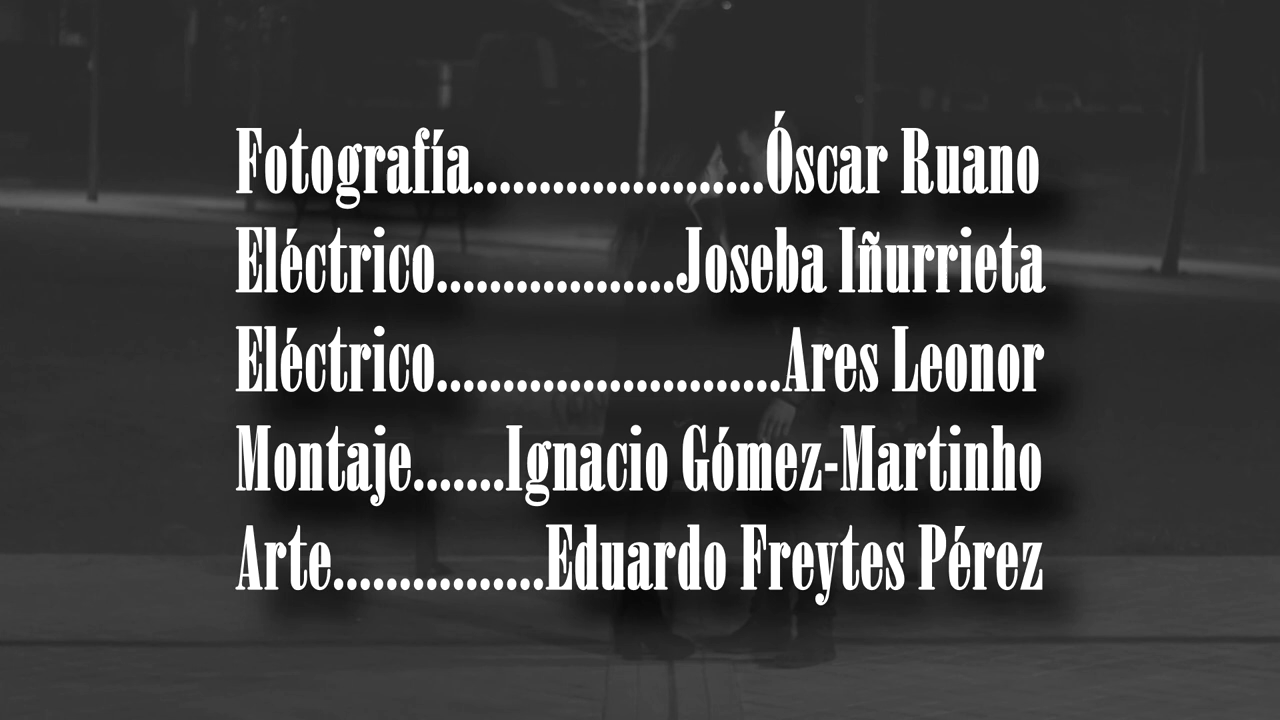 Fotografía......................Óscar Ruano
Eléctrico..................Joseba Iñurrieta
Eléctrico..........................Ares Leonor
Montaje.......Ignacio Gómez-Martinho
Arte................Eduardo Freytes Pérez